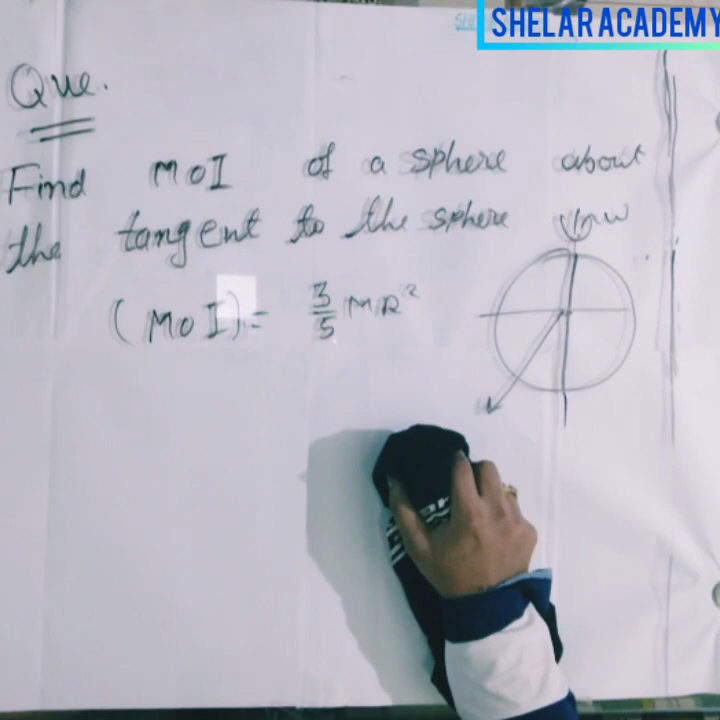 SHELAR ACADEMY
Que.
Find MOI of a sphere about
the tangent to the sphere
(MOI) = 3/5 MR²